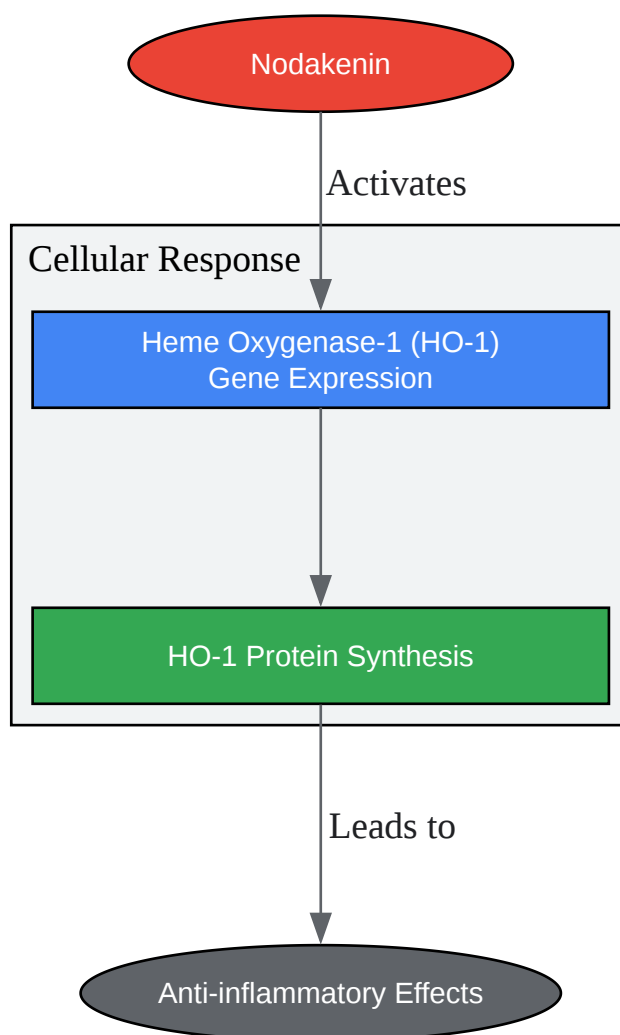 Nodakenin
Activates
Cellular Response
Heme Oxygenase-1 (HO-1)
Gene Expression
HO-1 Protein Synthesis
Leads to
Anti-inflammatory Effects